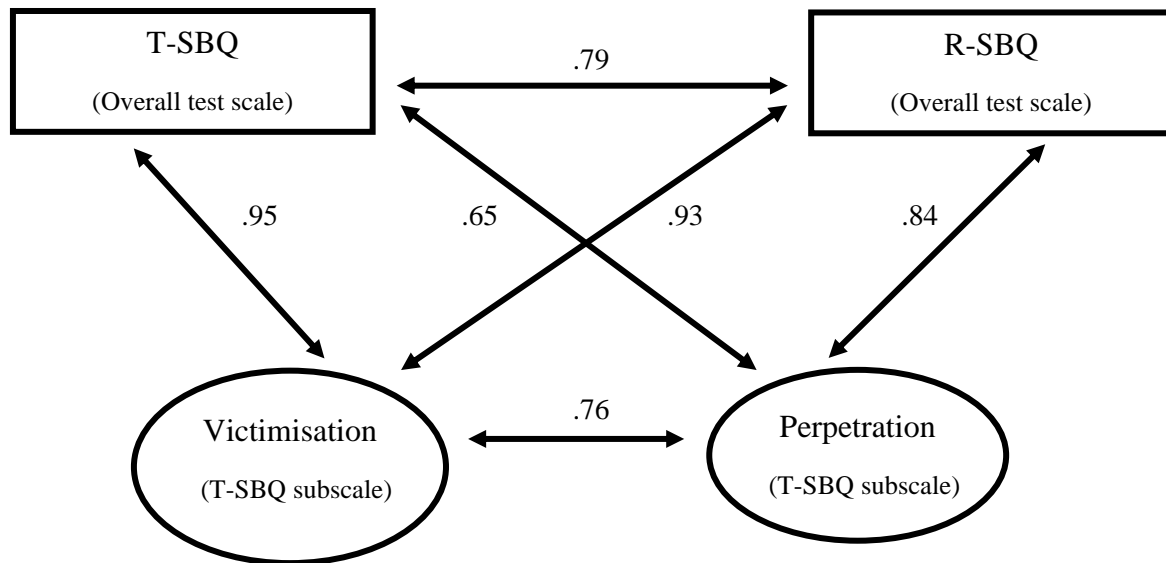 T-SBQ
(Overall test scale)
R-SBQ
(Overall test scale)
.79
.95
.65
.93
.84
Victimisation
(T-SBQ subscale)
.76
Perpetration
(T-SBQ subscale)